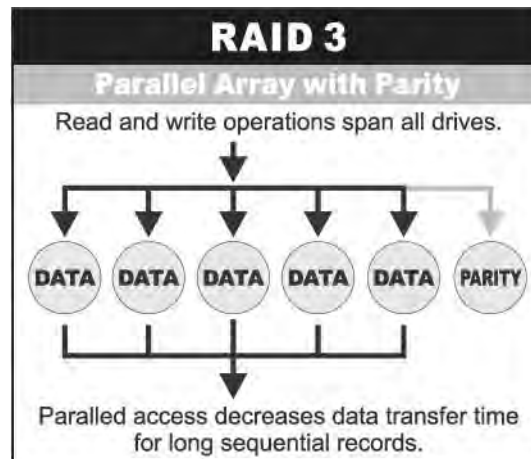 RAID 3
Parallel Array with Parity
Read and write operations span all drives.
DATA DATA DATA DATA DATA PARITY
Paralled access decreases data transfer time
for long sequential records.